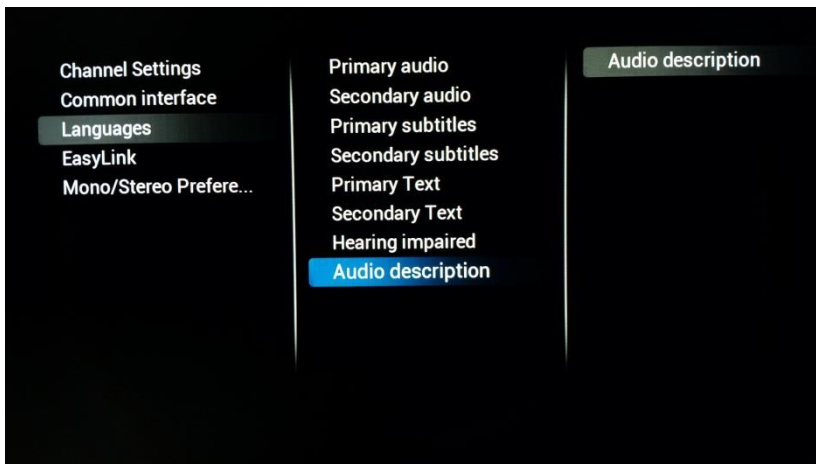 Channel Settings
Common interface
Languages
EasyLink
Mono/Stereo Prefere...
Primary audio
Secondary audio
Primary subtitles
Secondary subtitles
Primary Text
Secondary Text
Hearing impaired
Audio description
Audio description